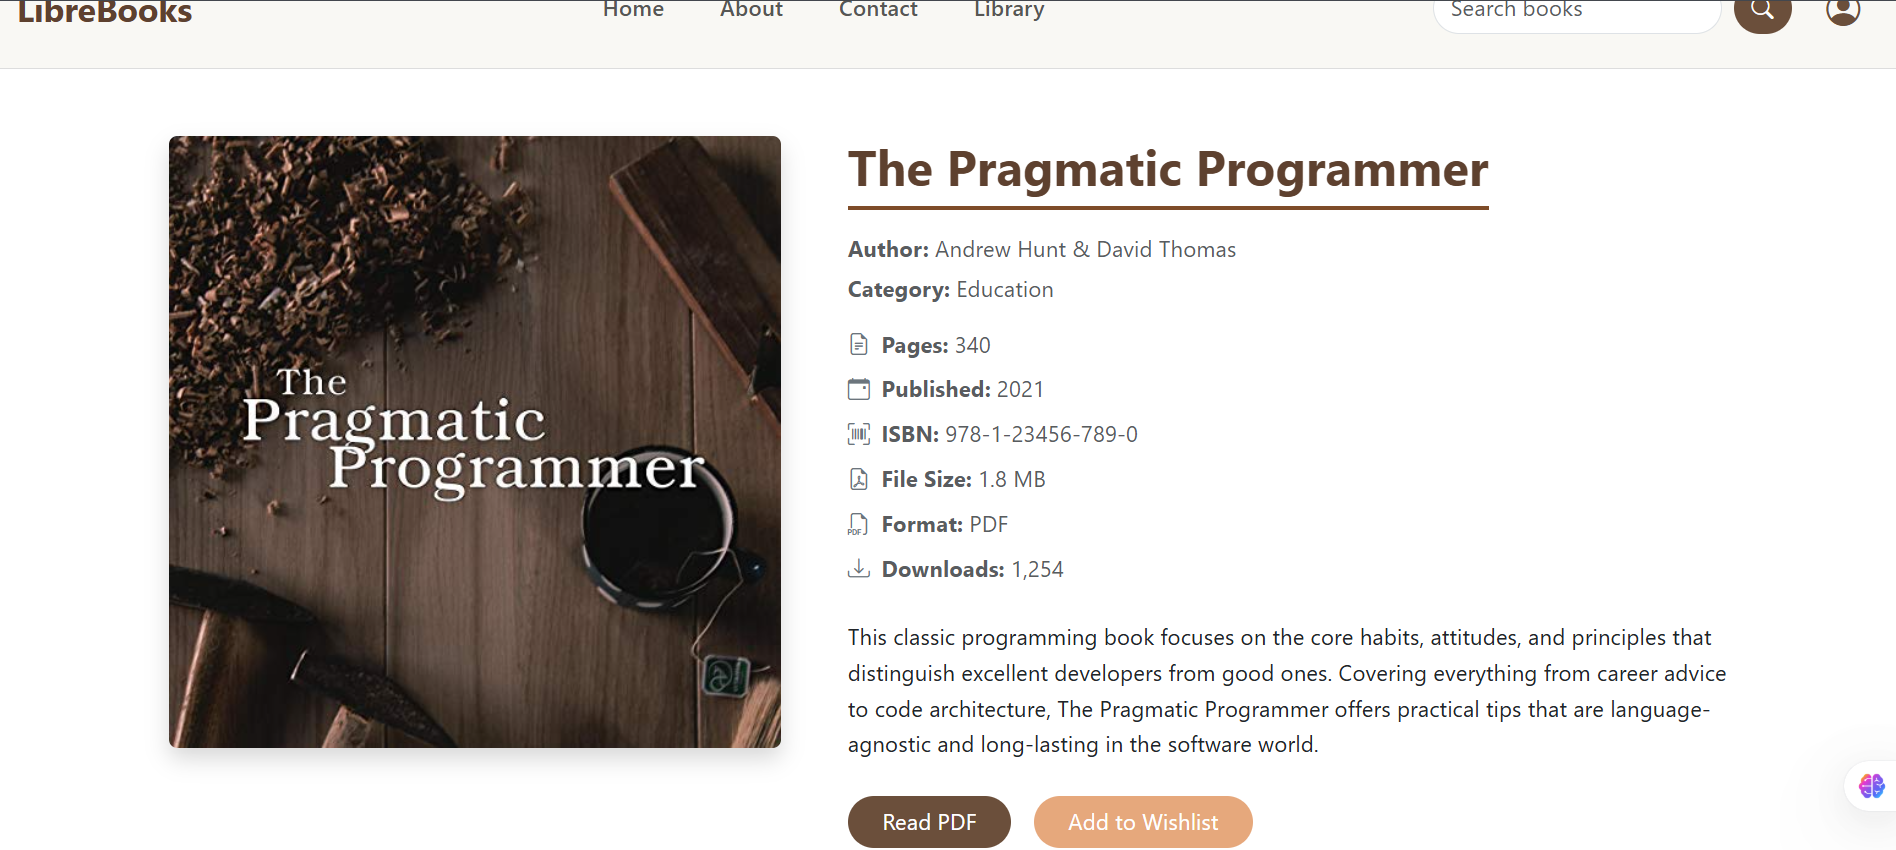 LibreBooks
Home
About
Contact
Library
Search books
The
Pragmatic
Programmer
The Pragmatic Programmer
Author: Andrew Hunt & David Thomas
Category: Education
Pages: 340
Published: 2021
ISBN: 978-1-23456-789-0
File Size: 1.8 MB
PDF
Format: PDF
Downloads: 1,254
This classic programming book focuses on the core habits, attitudes, and principles that
distinguish excellent developers from good ones. Covering everything from career advice
to code architecture, The Pragmatic Programmer offers practical tips that are language-
agnostic and long-lasting in the software world.
Read PDF
Add to Wishlist